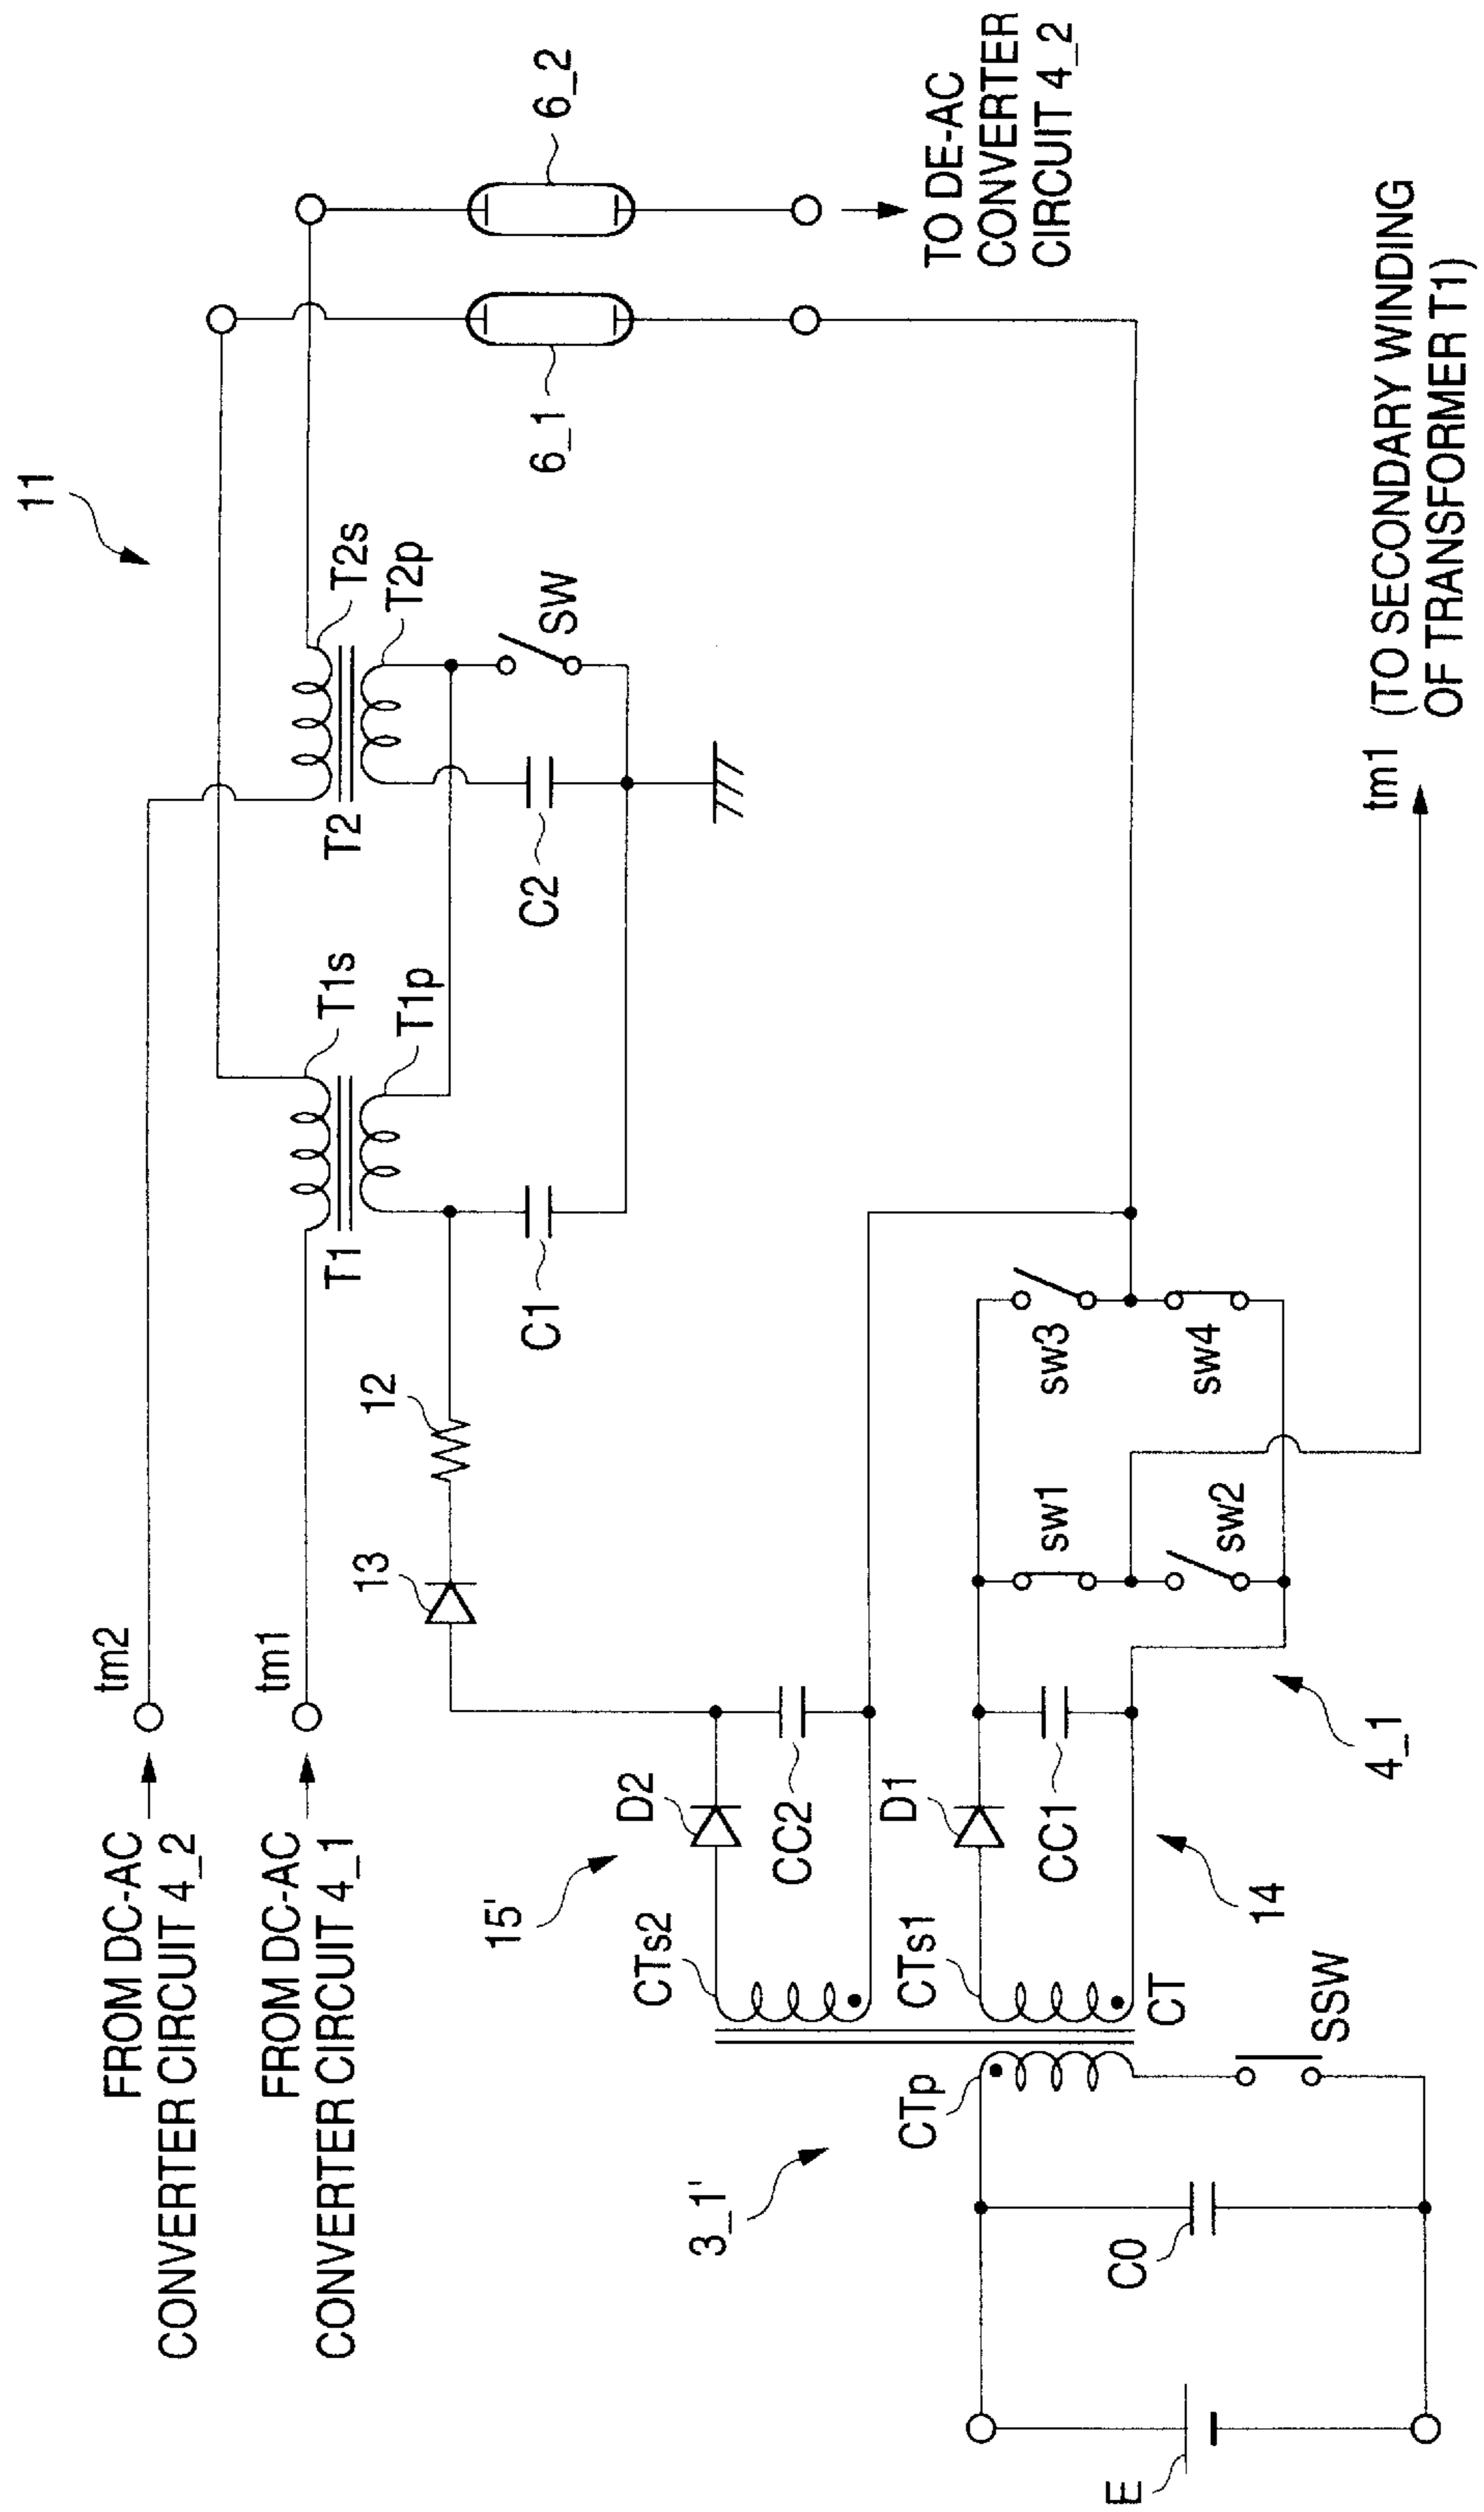 11
FROM DC-AC
CONVERTER CIRCUIT 4_2
tm2
FROM DC-AC
CONVERTER CIRCUIT 4_1
tm1
T1
T1s
T1p
T2
T2s
T2p
13
12
C1
C2
SW
6_1
6_2
TO DE-AC
CONVERTER
CIRCUIT 4_2
15'
D2
CTs2
CC2
3_1'
CTp
CTs1
D1
CC1
CT
14
SSW
C0
E
sw1
sw2
sw3
sw4
4_1
tm1 (TO SECONDARY WINDING
OF TRANSFORMER T1)